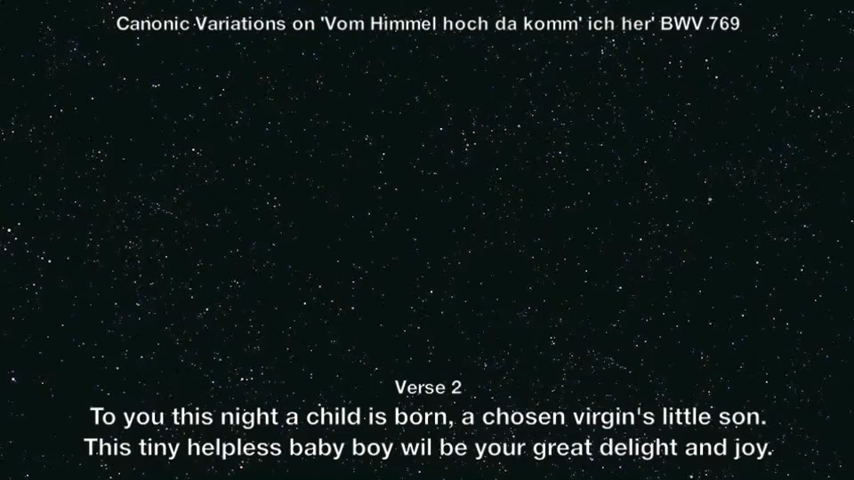 Canonic Variations on 'Vom Himmel hoch da komm' ich her' BWV 769
Verse 2
To you this night a child is born, a chosen virgin's little son.
This tiny helpless baby boy wil be your great delight and joy.